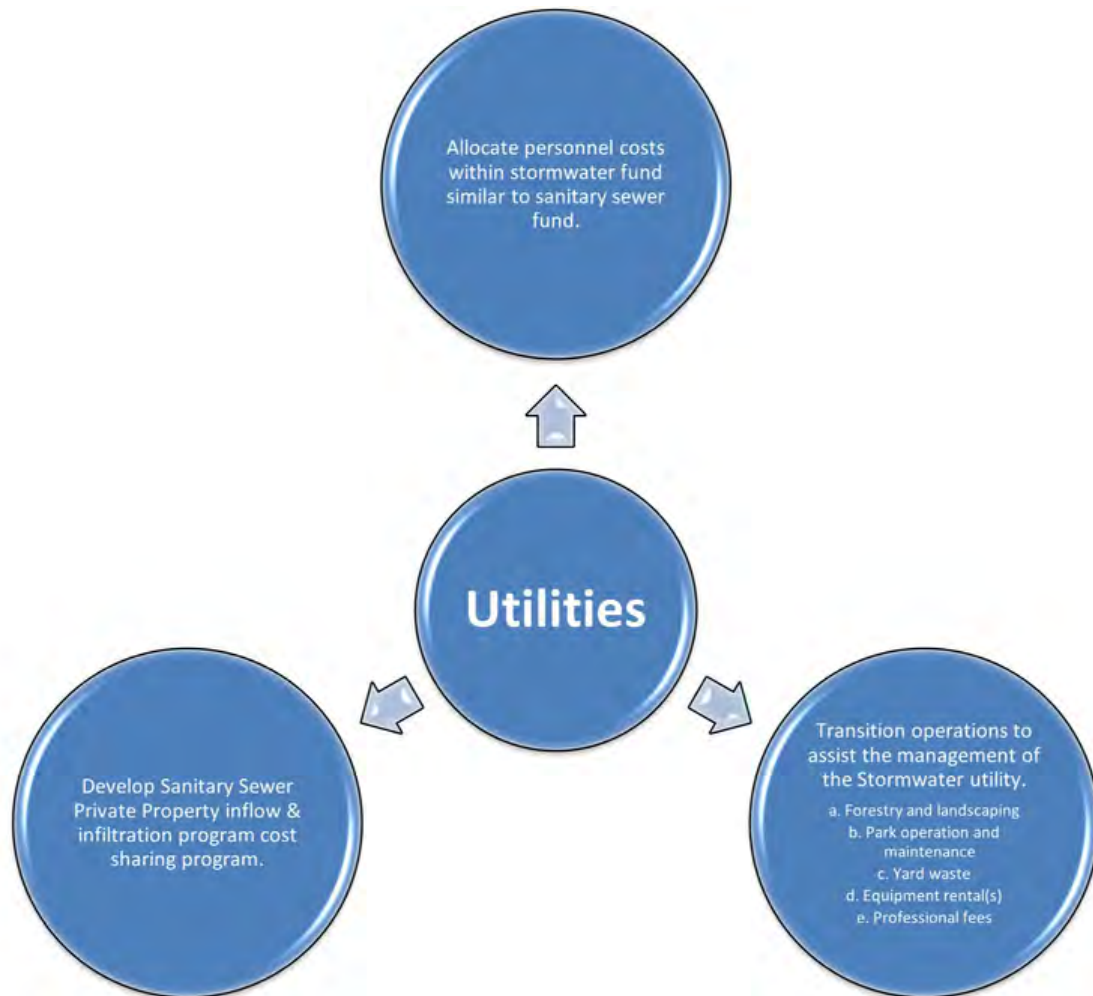 Allocate personnel costs
within stormwater fund
similar to sanitary sewer
fund.
Utilities
Develop Sanitary Sewer
Private Property inflow &
infiltration program cost
sharing program.
Transition operations to
assist the management of
the Stormwater utility.
a. Forestry and landscaping
b. Park operation and
maintenance
c. Yard waste
d. Equipment rental(s)
e. Professional fees